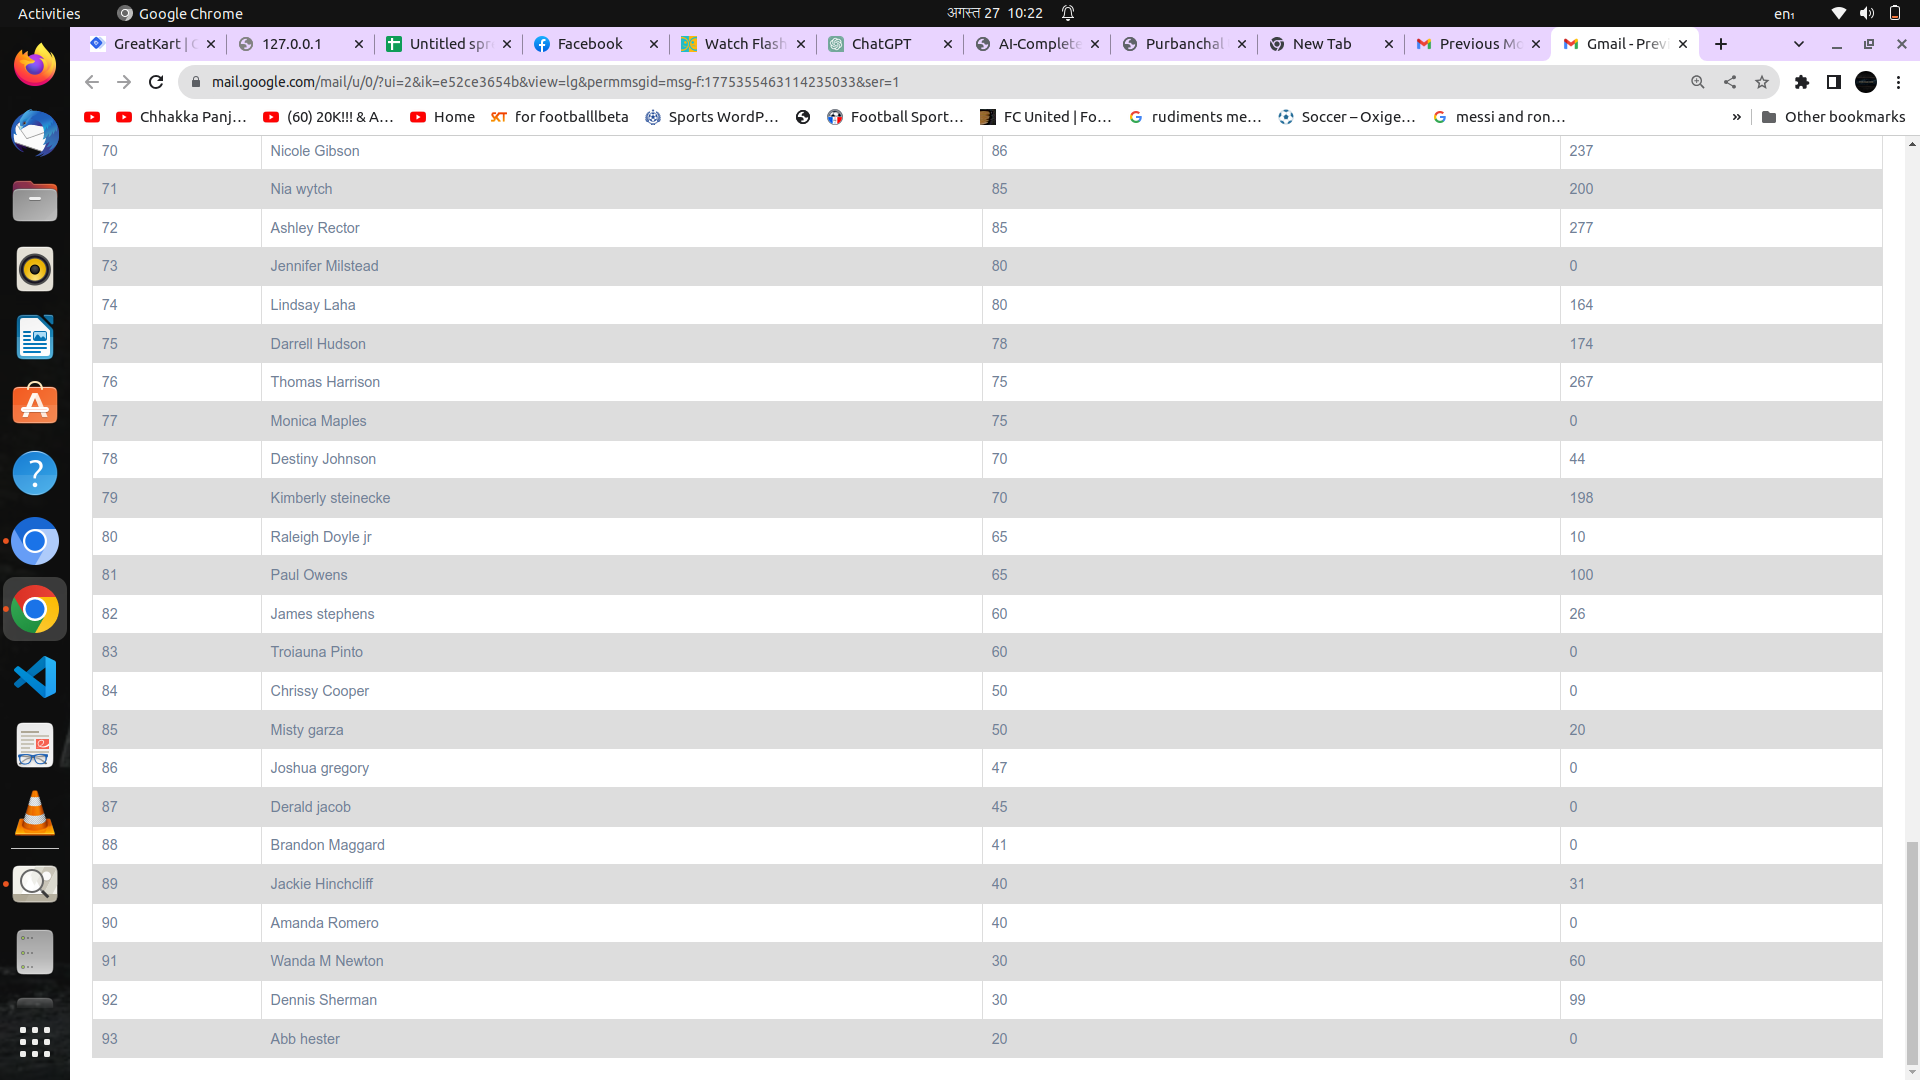 Activities Google Chrome अगस्त 27 10:22 en₁
GreatKart | C 127.0.0.1 Untitled spr Facebook Watch Flash ChatGPT AI-Complete Purbanchal New Tab Previous Mo Gmail - Previ
mail.google.com/mail/u/0/?ui=2&ik=e52ce3654b&view=lg&permmsgid=msg-f:1775355463114235033&ser=1
Chhakka Panj... (60) 20K!!! & A... Home SKT for footballlbeta Sports WordP... Football Sport... FC United | Fo... rudiments me... Soccer – Oxige... messi and ron... » Other bookmarks
70 Nicole Gibson 86 237
71 Nia wytch 85 200
72 Ashley Rector 85 277
73 Jennifer Milstead 80 0
74 Lindsay Laha 80 164
75 Darrell Hudson 78 174
76 Thomas Harrison 75 267
77 Monica Maples 75 0
78 Destiny Johnson 70 44
79 Kimberly steinecke 70 198
80 Raleigh Doyle jr 65 10
81 Paul Owens 65 100
82 James stephens 60 26
83 Troiauna Pinto 60 0
84 Chrissy Cooper 50 0
85 Misty garza 50 20
86 Joshua gregory 47 0
87 Derald jacob 45 0
88 Brandon Maggard 41 0
89 Jackie Hinchcliff 40 31
90 Amanda Romero 40 0
91 Wanda M Newton 30 60
92 Dennis Sherman 30 99
93 Abb hester 20 0